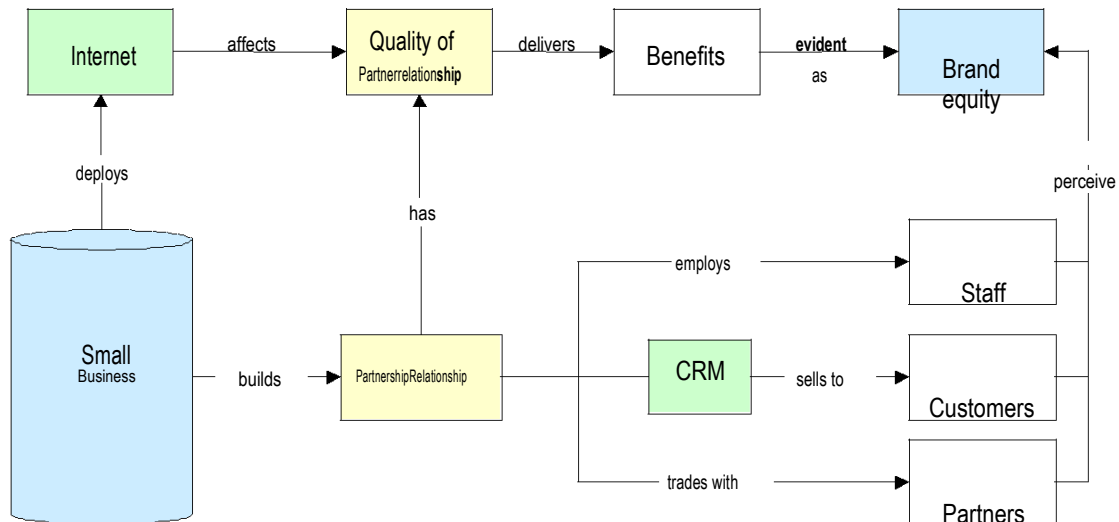 Internet
affects
Quality of
Partnerrelationship
delivers
Benefits
evident
as
Brand
equity
deploys
has
perceive
employs
Staff
Small
Business
builds
PartnershipRelationship
CRM
sells to
Customers
trades with
Partners